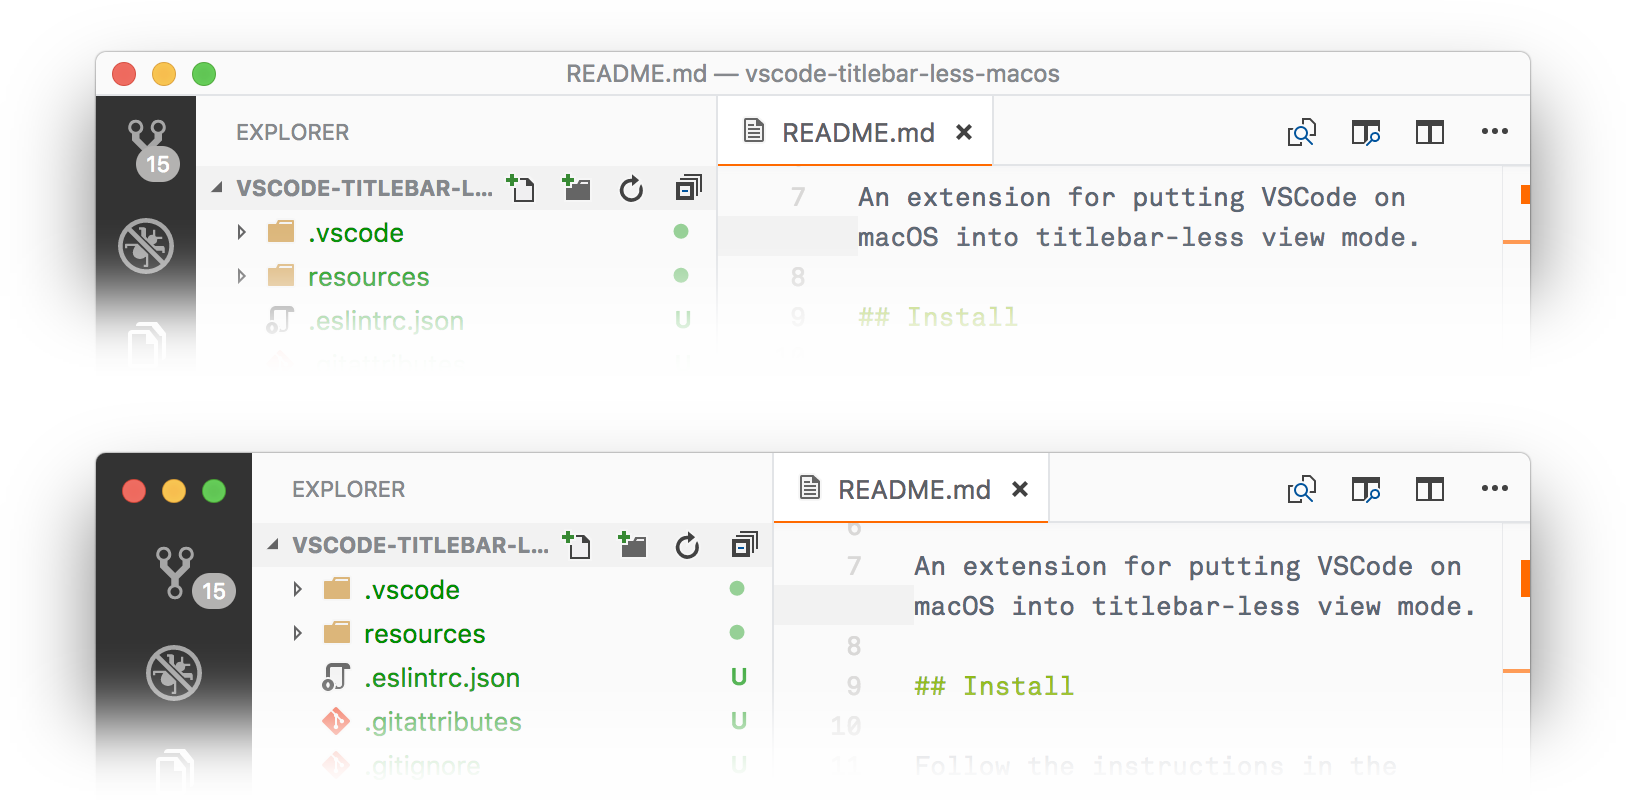 README.md — vscode-titlebar-less-macos
EXPLORER
README.md
15
VSCODE-TITLEBAR-L...
7 An extension for putting VSCode on
macOS into titlebar-less view mode.
.vscode
resources
8
.eslintrc.json U
9 ## Install
.gitattributes
EXPLORER
README.md
VSCODE-TITLEBAR-L...
6
7 An extension for putting VSCode on
15
.vscode
macOS into titlebar-less view mode.
resources
8
.eslintrc.json U
9 ## Install
.gitattributes U
10
.gitignore U
11 Follow the instructions in the